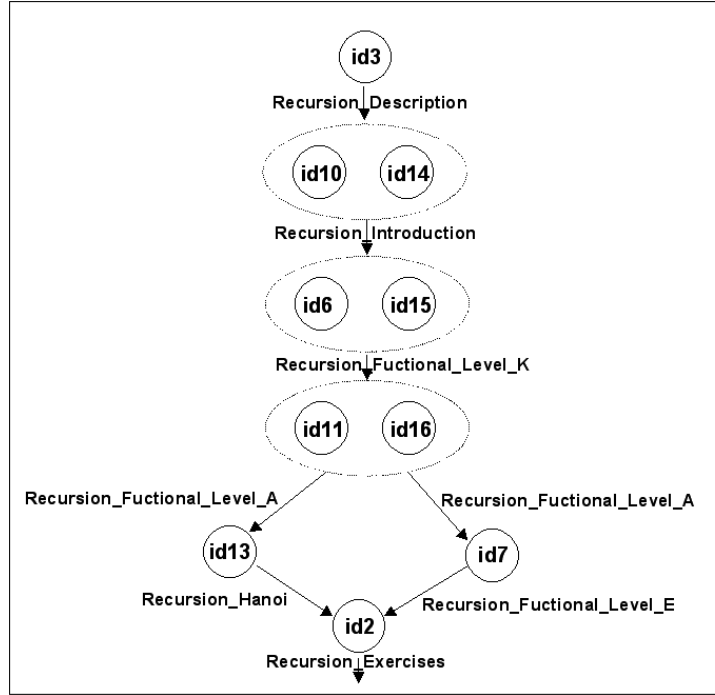 id3
Recursion_Description
id10 id14
Recursion_Introduction
id6 id15
Recursion_Fuctional_Level_K
id11 id16
Recursion_Fuctional_Level_A Recursion_Fuctional_Level_A
id13 id7
Recursion_Hanoi Recursion_Fuctional_Level_E
id2
Recursion_Exercises